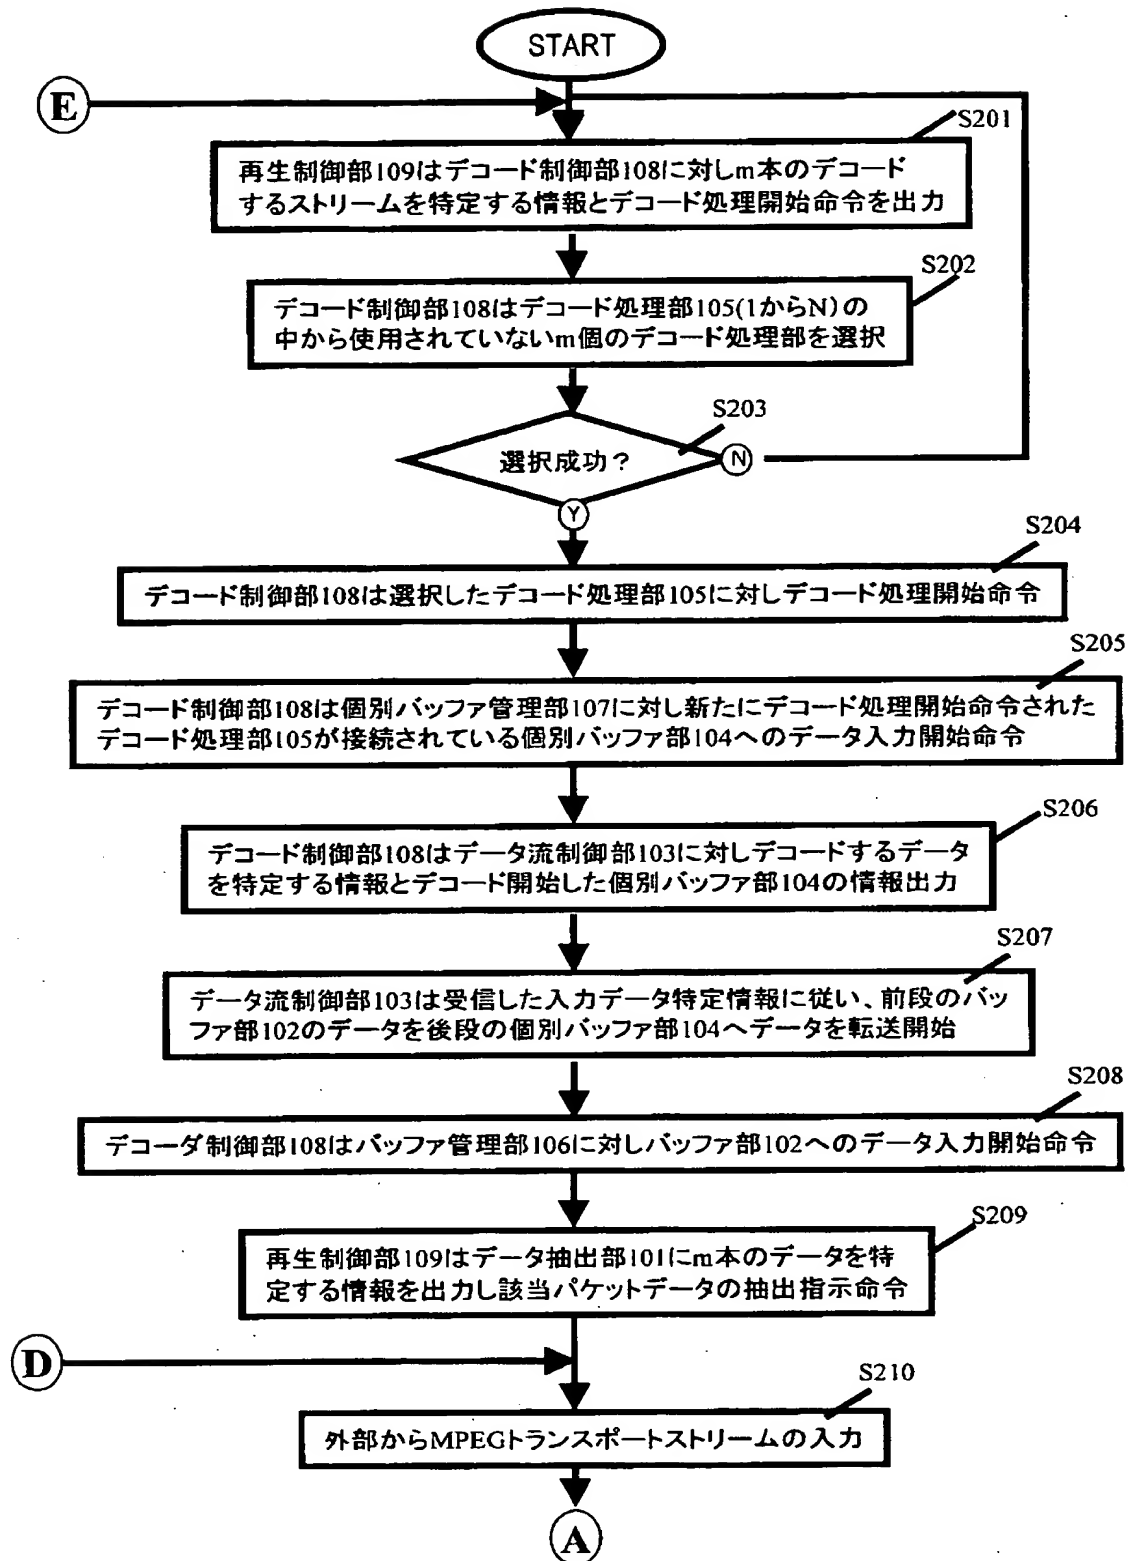 START
E
S201
再生制御部109はデコード制御部108に対しm本のデコード
するストリームを特定する情報とデコード処理開始命令を出力
S202
デコード制御部108はデコード処理部105(1からN)の
中から使用されていないm個のデコード処理部を選択
S203
選択成功?
N
Y
S204
デコード制御部108は選択したデコード処理部105に対しデコード処理開始命令
S205
デコード制御部108は個別バッファ管理部107に対し新たにデコード処理開始命令された
デコード処理部105が接続されている個別バッファ部104へのデータ入力開始命令
S206
デコード制御部108はデータ流制御部103に対しデコードするデータ
を特定する情報とデコード開始した個別バッファ部104の情報出力
S207
データ流制御部103は受信した入力データ特定情報に従い、前段のバッ
ファ部102のデータを後段の個別バッファ部104へデータを転送開始
S208
デコーダ制御部108はバッファ管理部106に対しバッファ部102へのデータ入力開始命令
S209
再生制御部109はデータ抽出部101にm本のデータを特
定する情報を出力し該当パケットデータの抽出指示命令
D
S210
外部からMPEGトランスポートストリームの入力
A